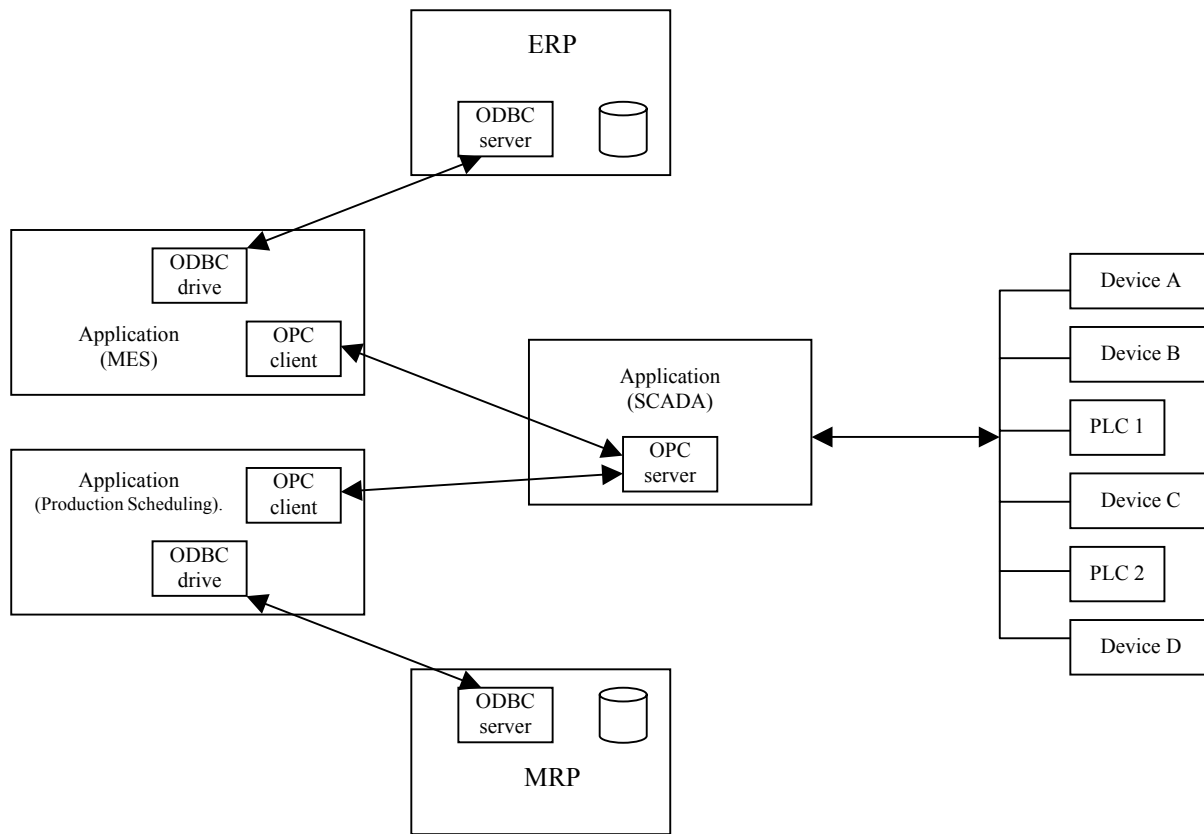 ERP
ODBC
server
ODBC
drive
Application
(MES)
OPC
client
Application
(SCADA)
OPC
server
Application
(Production Scheduling).
OPC
client
ODBC
drive
ODBC
server
MRP
Device A
Device B
PLC 1
Device C
PLC 2
Device D